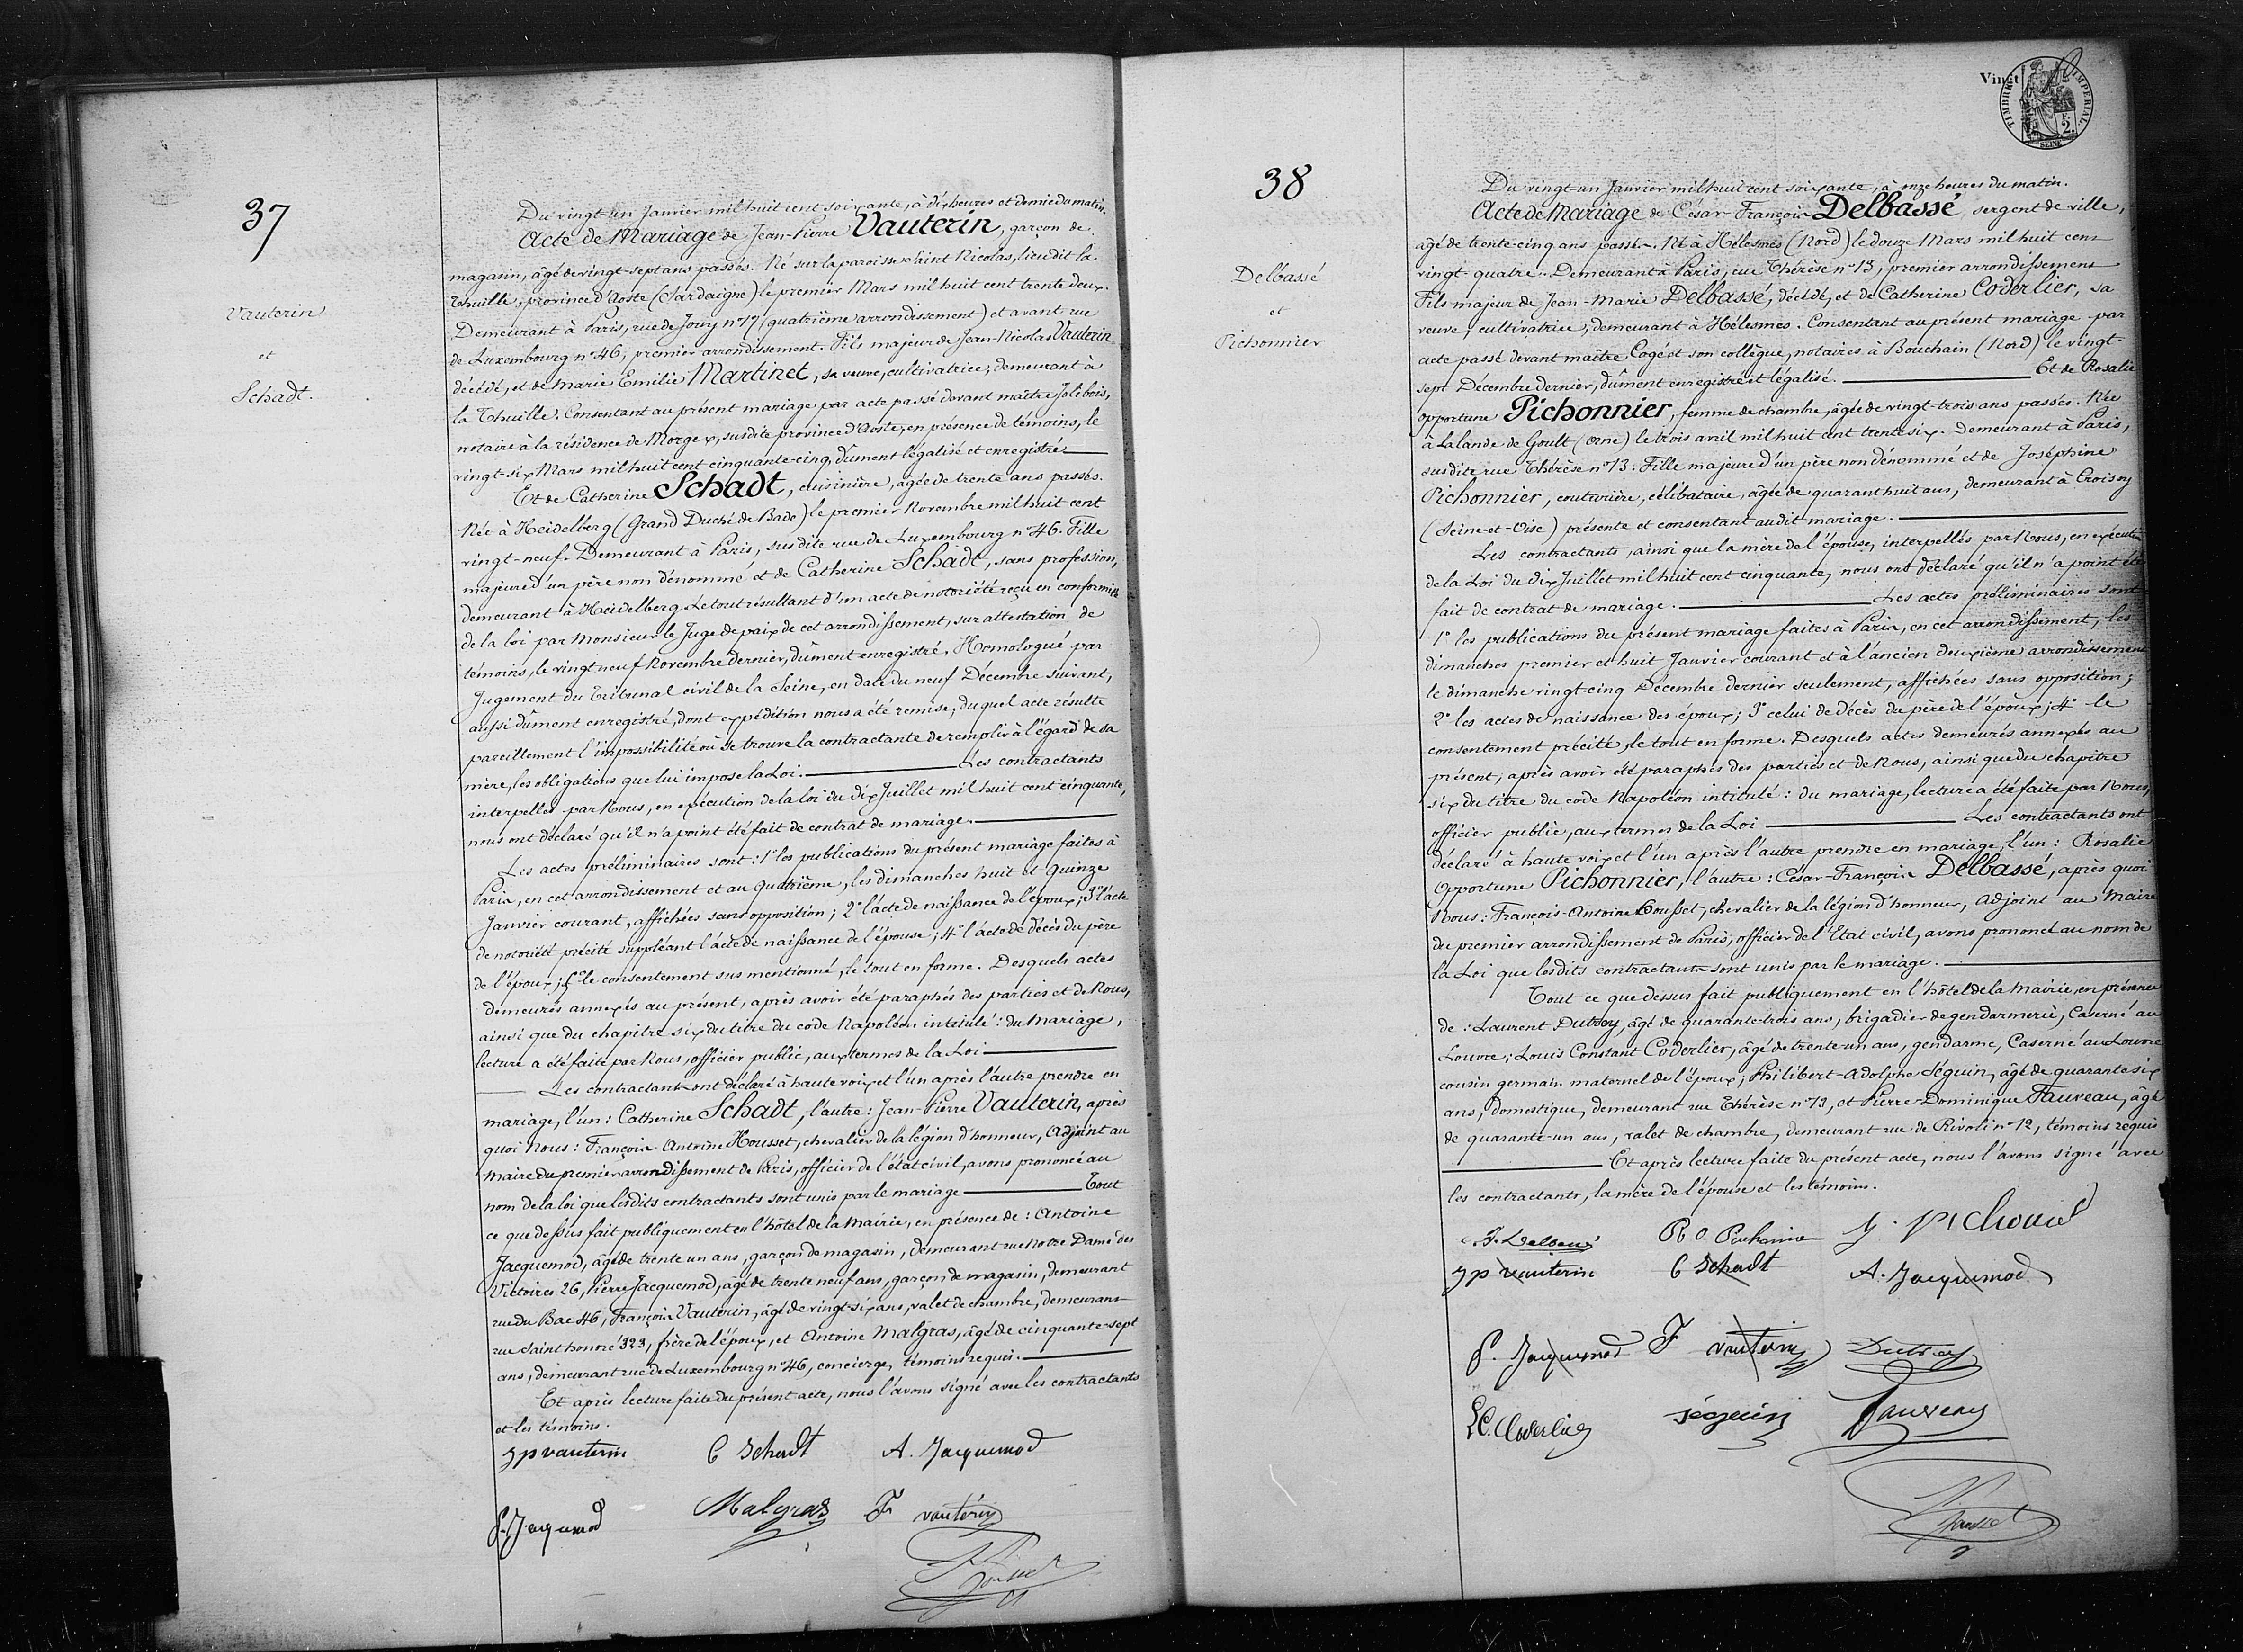 37
Vauterin
et
Schadt.
Du vingt-un Janvier mil huit cent soixante, à dix heures et demie du matin.
Acte de Mariage de Jean-Pierre Vauterin, garçon de
magasin, âgé de vingt-sept ans passés. Né sur la paroisse Saint Nicolas, lieu dit la
Thuille, province d'Aoste (Sardaigne) le premier Mars mil huit cent trente deux.
Demeurant à Paris, rue de Jouy n° 17 (quatrième arrondissement) et avant rue
de Luxembourg n° 46, premier arrondissement. Fils majeur de Jean-Nicolas Vauterin
décédé, et de Marie Emilie Martinet, sa veuve, cultivatrice, demeurant à
la Thuille. Consentant au présent mariage par acte passé devant maître Jolibois,
notaire à la résidence de Morgex, susdite province d'Aoste, en présence de témoins, le
vingt-six Mars mil huit cent cinquante-cinq, dûment légalisé et enregistré
Et de Catherine Schadt, cuisinière, âgée de trente ans passés.
Née à Heidelberg (Grand Duché de Bade) le premier Novembre mil huit cent
vingt-neuf. Demeurant à Paris, susdite rue de Luxembourg n° 46. Fille
majeure d'un père non dénommé et de Catherine Schadt, sans profession,
demeurant à Heidelberg. Le tout résultant d'un acte de notoriété reçu en conformité
de la loi par Monsieur le Juge de paix de cet arrondissement, sur attestation de
témoins, le vingt neuf Novembre dernier, dûment enregistré. Homologué par
Jugement du Tribunal civil de la Seine, en date du neuf Décembre suivant,
aussi dûment enregistré, dont expédition nous a été remise, duquel acte résulte
pareillement l'impossibilité où se trouve la contractante de remplir à l'égard de sa
mère, les obligations que lui impose la Loi. Les contractants
interpellés par Nous, en exécution de la loi du dix Juillet mil huit cent cinquante,
nous ont déclaré qu'il n'a point été fait de contrat de mariage.
Les actes préliminaires sont: 1° les publications du présent mariage faites à
Paris, en cet arrondissement et au quatrième, les dimanches huit et quinze
Janvier courant, affichées sans opposition; 2° l'acte de naissance de l'époux; 3° l'acte
de notoriété précité suppléant l'acte de naissance de l'épouse; 4° l'acte de décès du père
de l'époux; 5° le consentement sus mentionné, le tout en forme. Desquels actes
demeurés annexés au présent, après avoir été paraphés des parties et de Nous,
ainsi que du chapitre six du titre du code Napoléon intitulé: du Mariage,
lecture a été faite par Nous, officier public, aux termes de la Loi
Les contractants ont déclaré à haute voix et l'un après l'autre prendre en
mariage, l'un: Catherine Schadt, l'autre: Jean-Pierre Vauterin, après
quoi Nous: François Antoine Housset, chevalier de la légion d'honneur, Adjoint au
Maire du premier arrondissement de Paris, officier de l'état civil, avons prononcé au
nom de la loi que lesdits contractants sont unis par le mariage Tout
ce que dessus fait publiquement en l'hôtel de la Mairie, en présence de: Antoine
Jacquemod, âgé de trente un ans, garçon de magasin, demeurant rue Notre Dame des
Victoires 26, Pierre Jacquemod, âgé de trente neuf ans, garçon de magasin, demeurant
rue du Bac 46, François Vauterin, âgé de vingt-six ans, valet de chambre, demeurant
rue Saint honoré 323, frère de l'époux, et Antoine Malgras, âgé de cinquante-sept
ans, demeurant rue de Luxembourg n° 46, concierge, témoins requis.
Et après lecture faite du présent acte, nous l'avons signé avec les contractants
et les témoins.
J p vauterin C Schadt A. Jacquemod
P. Jacquemod Malgras F vautérin
Housset
Vingt
TIMBRE IMPERIAL
2
SEINE
38
Delbassé
et
Pichonnier
Du vingt-un Janvier mil huit cent soixante, à onze heures du matin.
Acte de Mariage de César-François Delbassé, sergent de ville,
âgé de trente-cinq ans passés. Né à Hélesmes (Nord) le douze Mars mil huit cent
vingt-quatre. Demeurant à Paris, rue Thérèse n° 13, premier arrondissement
Fils majeur de Jean-Marie Delbassé, décédé, et de Catherine Coderlier, sa
veuve, cultivatrice, demeurant à Hélesmes. Consentant au présent mariage par
acte passé devant maître Cogé et son collègue, notaires à Bouchain (Nord) le vingt-
sept Décembre dernier, dûment enregistré et légalisé. Et de Rosalie
Opportune Pichonnier, femme de chambre, âgée de vingt-trois ans passés. Née
à Lalande de Goult (Orne) le trois avril mil huit cent trente six. Demeurant à Paris,
susdite rue Thérèse n° 13. Fille majeure d'un père non dénommé et de Joséphine
Pichonnier, couturière, célibataire, âgée de quarant huit ans, demeurant à Croissy
(Seine-et-Oise) présente et consentant audit mariage.
Les contractants, ainsi que la mère de l'épouse, interpellés par Nous, en exécution
de la Loi du dix Juillet mil huit cent cinquante, nous ont déclaré qu'il n'a point été
fait de contrat de mariage. Les actes préliminaires sont
1° les publications du présent mariage faites à Paris, en cet arrondissement, les
dimanches premier et huit Janvier courant et à l'ancien deuxième arrondissement
le dimanche vingt-cinq Décembre dernier seulement, affichées sans opposition;
2° les actes de naissance des époux; 3° celui de décès du père de l'époux; 4° le
consentement précité, le tout en forme. Desquels actes demeurés annexés au
présent, après avoir été paraphés des parties et de Nous, ainsi que du chapitre
six du titre du code Napoléon intitulé: du mariage, lecture a été faite par Nous,
officier public, aux termes de la Loi Les contractants ont
déclaré à haute voix et l'un après l'autre prendre en mariage, l'un: Rosalie
Opportune Pichonnier, l'autre: César-François Delbassé, après quoi
Nous: François-Antoine Housset, chevalier de la légion d'honneur, Adjoint au Maire
du premier arrondissement de Paris, officier de l'Etat civil, avons prononcé au nom de
la Loi que lesdits contractants sont unis par le mariage.
Tout ce que dessus fait publiquement en l'hôtel de la Mairie, en présence
de: Laurent Dutrey, âgé de quarante-trois ans, brigadier de gendarmerie, Caserné au
Louvre; Louis Constant Coderlier, âgé de trente un ans, gendarme, Caserné au Louvre
cousin germain maternel de l'époux; Philibert-Adolphe Séguin, âgé de quarante six
ans, domestique, demeurant rue Thérèse n° 13, et Pierre-Dominique Fauveau, âgé
de quarante-un ans, valet de chambre, demeurant rue de Rivoli n° 12, témoins requis
Et après lecture faite du présent acte, nous l'avons signé avec
les contractants, la mère de l'épouse et les témoins.
J. Pichonier
J p vauterin C Schadt A. Jacquemod
P. Jacquemod F vauterin Dutrey
LC. Coderlier séguin Fauveau
Housset